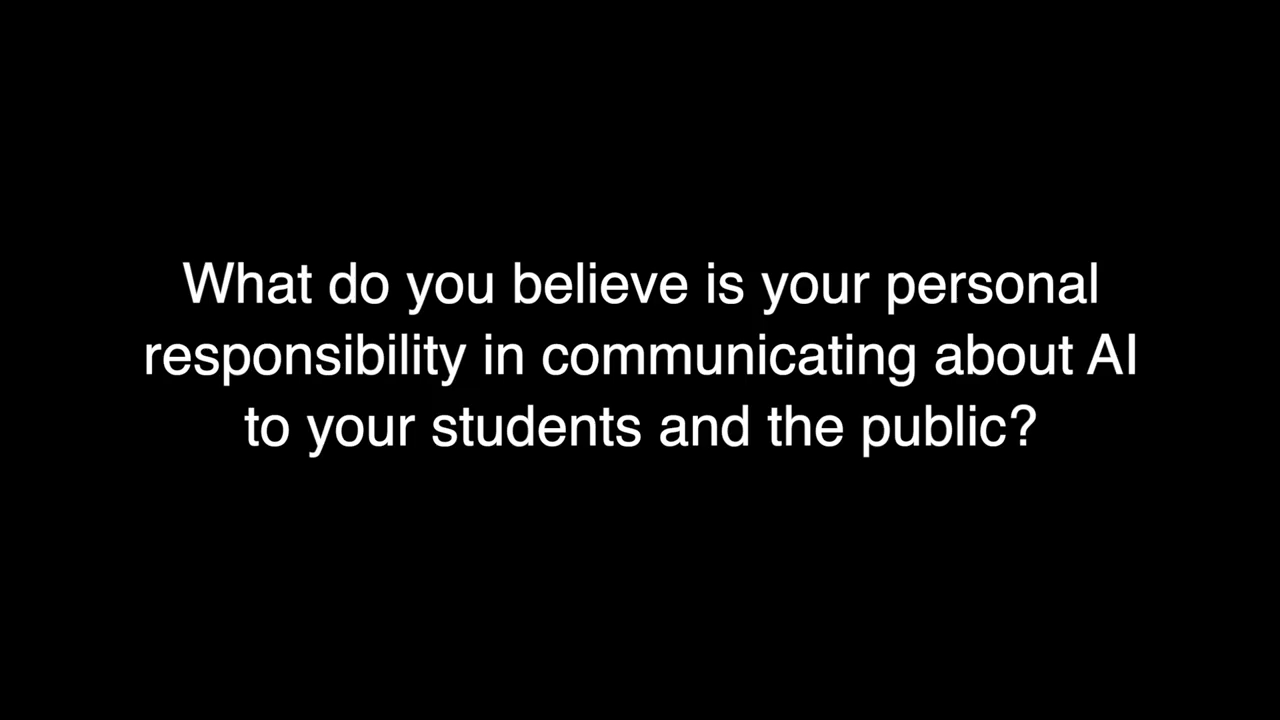 What do you believe is your personal
responsibility in communicating about AI
to your students and the public?